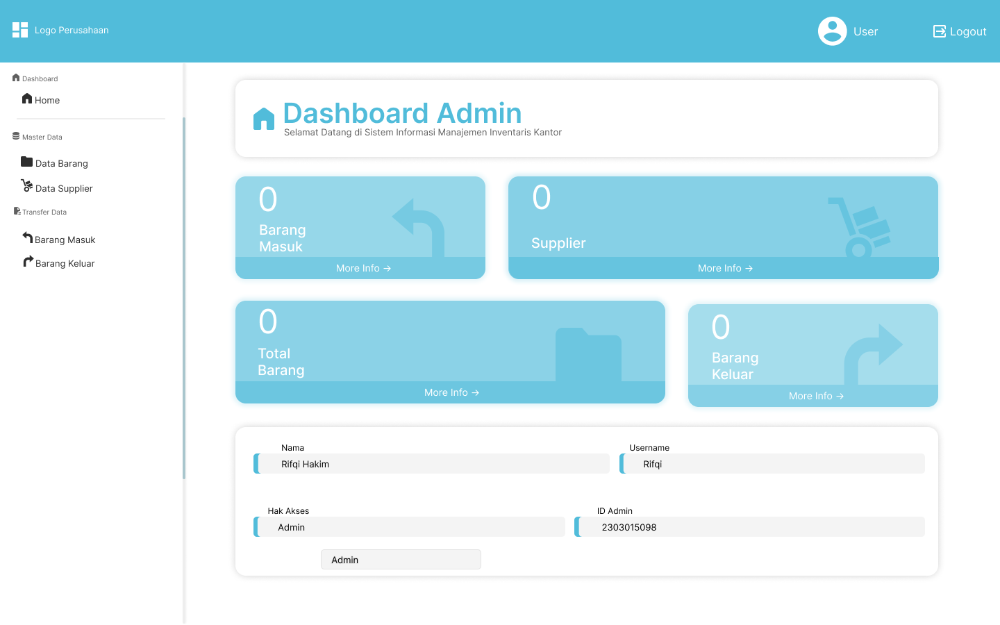 Logo Perusahaan
User
Logout
Dashboard
Home
Master Data
Data Barang
Data Supplier
Transfer Data
Barang Masuk
Barang Keluar
Dashboard Admin
Selamat Datang di Sistem Informasi Manajemen Inventaris Kantor
0
Barang
Masuk
More Info →
0
Supplier
More Info →
0
Total
Barang
More Info →
0
Barang
Keluar
More Info →
Nama
Rifqi Hakim
Username
Rifqi
Hak Akses
Admin
ID Admin
2303015098
Admin